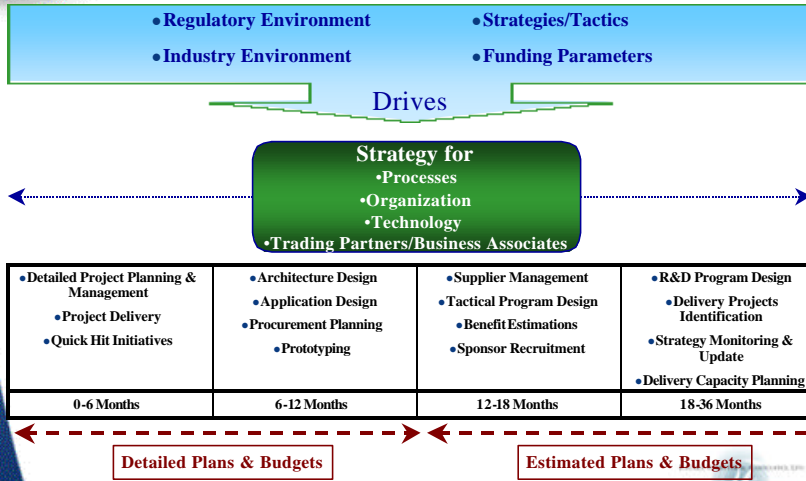 •Regulatory Environment •Strategies/Tactics
•Industry Environment •Funding Parameters
Drives
Strategy for
•Processes
•Organization
•Technology
•Trading Partners/Business Associates
•Detailed Project Planning &
Management
•Project Delivery
•Quick Hit Initiatives
•Architecture Design
•Application Design
•Procurement Planning
•Prototyping
•Supplier Management
•Tactical Program Design
•Benefit Estimations
•Sponsor Recruitment
•R&D Program Design
•Delivery Projects
Identification
•Strategy Monitoring &
Update
•Delivery Capacity Planning
0-6 Months 6-12 Months 12-18 Months 18-36 Months
Detailed Plans & Budgets Estimated Plans & Budgets